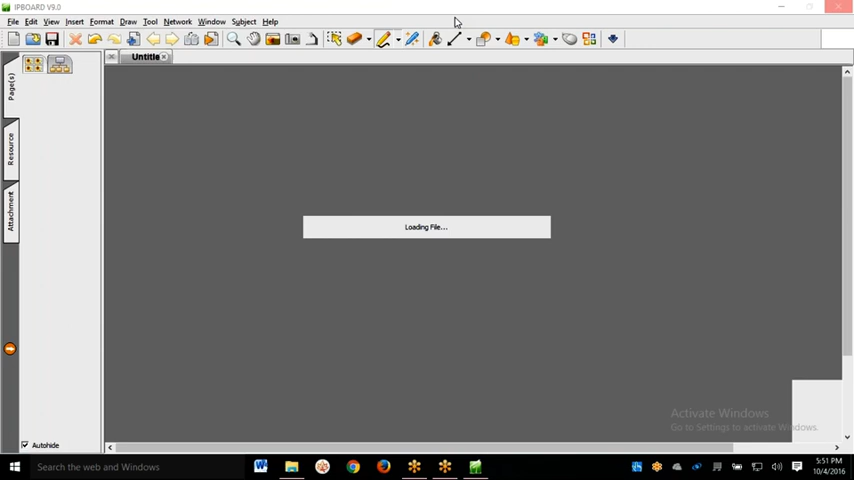 IPBOARD V9.0
File Edit View Insert Format Draw Tool Network Window Subject Help
Untitle
Page(s)
Resource
Attachment
Loading File...
Activate Windows
Go to Settings to activate Windows.
Autohide
Search the web and Windows
5:51 PM
10/4/2016